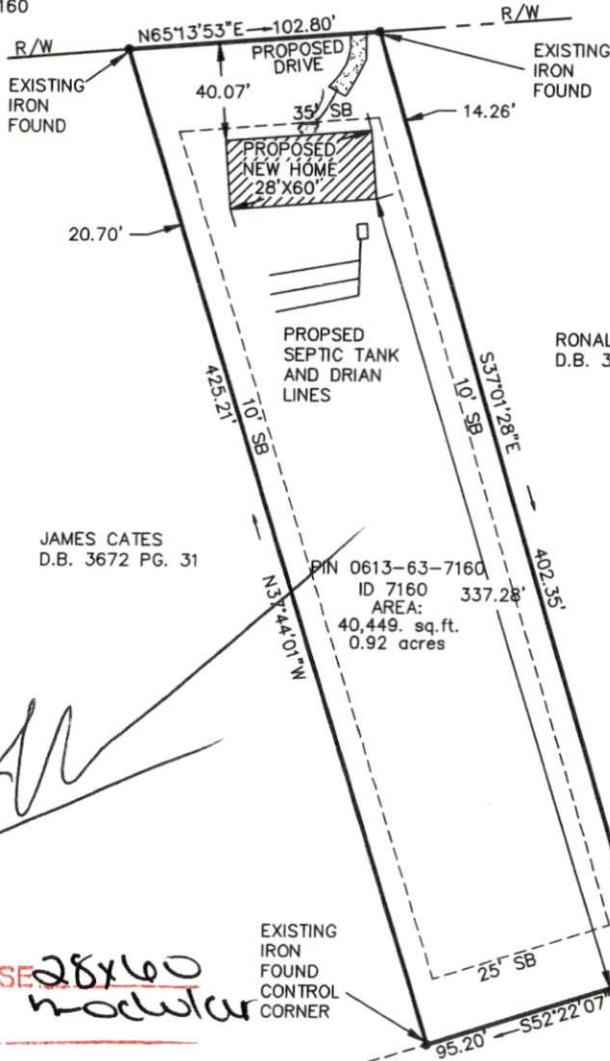 160
N65°13'53"E 102.80'
R/W
R/W
EXISTING
IRON
FOUND
PROPOSED
DRIVE
EXISTING
IRON
FOUND
40.07'
35' SB
14.26'
PROPOSED
NEW HOME
28'X60'
20.70'
PROPSED
SEPTIC TANK
AND DRIAN
LINES
RONAL
D.B. 3
425.21'
10' SB
S37°01'28"E
10' SB
JAMES CATES
D.B. 3672 PG. 31
PIN 0613-63-7160
ID 7160
AREA:
40,449. sq.ft.
0.92 acres
337.28'
402.35'
N37°44'01"W
SE 28x60
modular
EXISTING
IRON
FOUND
CONTROL
CORNER
25' SB
95.20' S52°22'07"